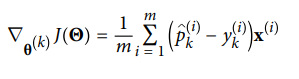 ∇_θ^(k) J(Θ) = 1/m ∑_{i = 1}^{m} (p̂_k^(i) − y_k^(i)) x^(i)